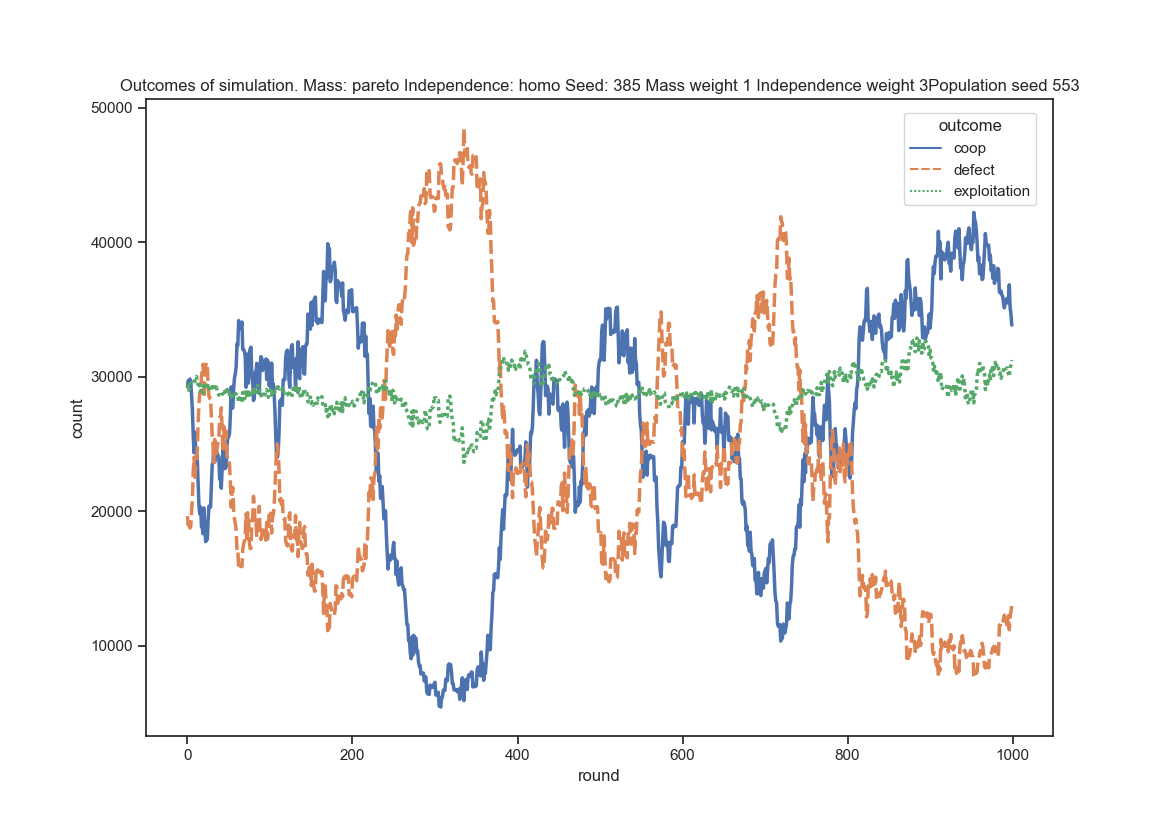 Outcomes of simulation. Mass: pareto Independence: homo Seed: 385 Mass weight 1 Independence weight 3Population seed 553
outcome
coop
defect
exploitation
50000
40000
30000
20000
10000
count
0 200 400 600 800 1000
round